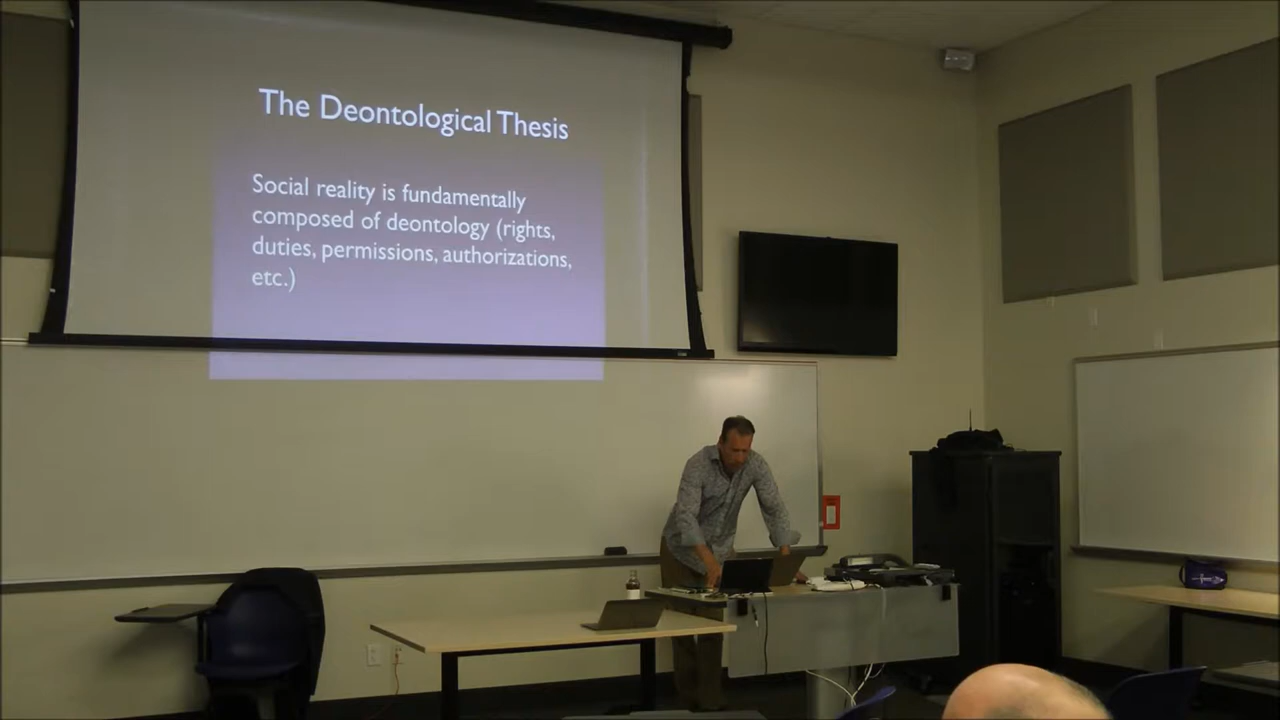 The Deontological Thesis
Social reality is fundamentally
composed of deontology (rights,
duties, permissions, authorizations,
etc.)